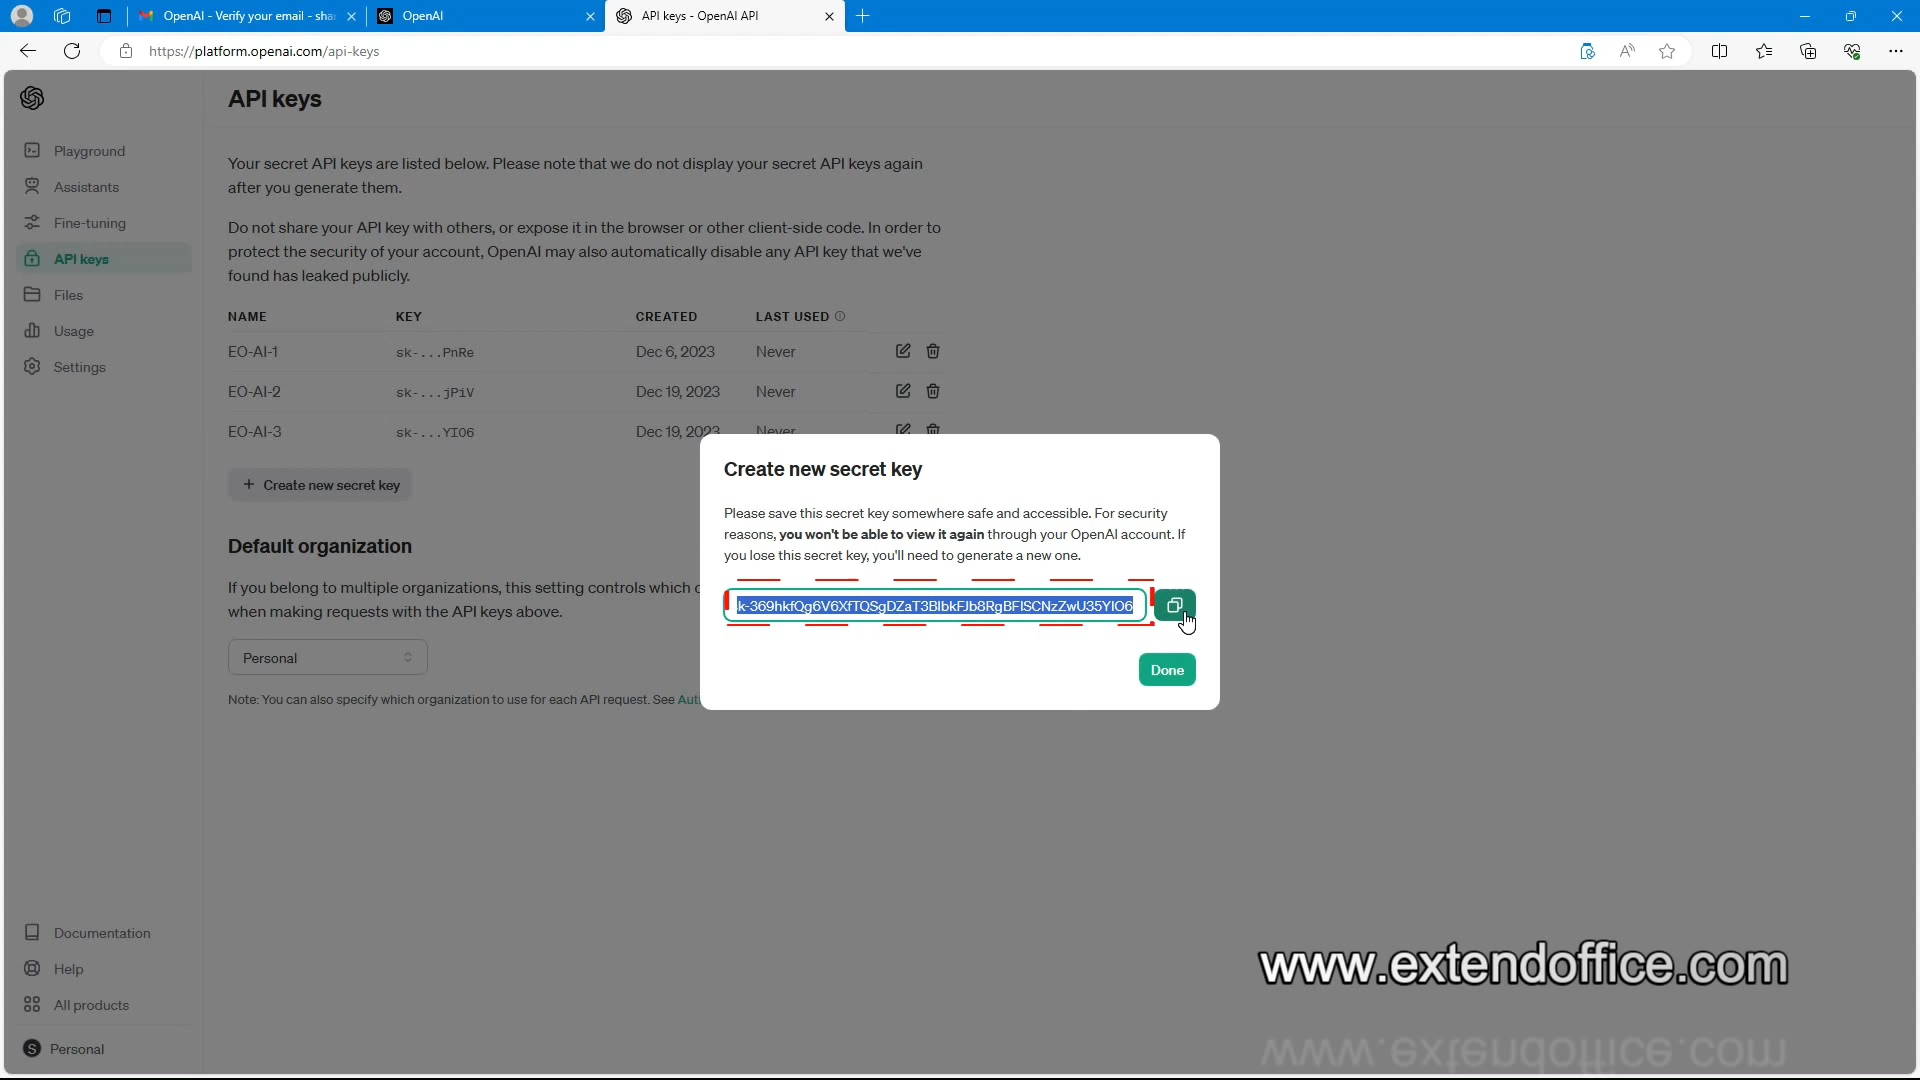 OpenAI - Verify your email - sha
OpenAI
API keys - OpenAI API
https://platform.openai.com/api-keys
API keys
Playground
Assistants
Fine-tuning
API keys
Files
Usage
Settings
Your secret API keys are listed below. Please note that we do not display your secret API keys again
after you generate them.
Do not share your API key with others, or expose it in the browser or other client-side code. In order to
protect the security of your account, OpenAI may also automatically disable any API key that we've
found has leaked publicly.
NAME KEY CREATED LAST USED
EO-AI-1 sk-...PnRe Dec 6, 2023 Never
EO-AI-2 sk-...jPiV Dec 19, 2023 Never
EO-AI-3 sk-...YIO6 Dec 19, 2023 Never
+ Create new secret key
Default organization
If you belong to multiple organizations, this setting controls which
when making requests with the API keys above.
Personal
Note: You can also specify which organization to use for each API request. See Aut
Create new secret key
Please save this secret key somewhere safe and accessible. For security
reasons, you won't be able to view it again through your OpenAI account. If
you lose this secret key, you'll need to generate a new one.
Done
Documentation
Help
All products
S Personal
www.extendoffice.com